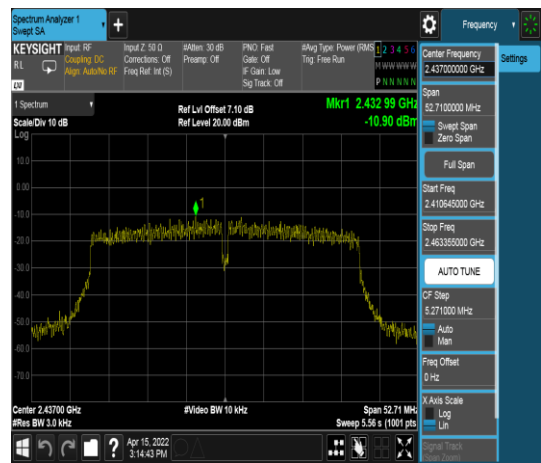 Spectrum Analyzer 1
Swept SA
+
Frequency
KEYSIGHT
RL
Input: RF
Coupling: DC
Align: Auto/No RF
Input Z: 50 Ω
Corrections: Off
Freq Ref: Int (S)
#Atten: 30 dB
Preamp: Off
PNO: Fast
Gate: Off
IF Gain: Low
Sig Track: Off
#Avg Type: Power (RMS
Trig: Free Run
1 2 3 4 5 6
M W W W W W
P N N N N N
LXI
1 Spectrum
Scale/Div 10 dB
Log
Ref Lvl Offset 7.10 dB
Ref Level 20.00 dBm
Mkr1 2.432 99 GHz
-10.90 dBm
10.0
0.00
-10.0
-20.0
-30.0
-40.0
-50.0
-60.0
-70.0
1
Center 2.43700 GHz
#Res BW 3.0 kHz
#Video BW 10 kHz
Span 52.71 MHz
Sweep 5.56 s (1001 pts
?
Apr 15, 2022
3:14:43 PM
Center Frequency
2.437000000 GHz
Settings
Span
52.7100000 MHz
Swept Span
Zero Span
Full Span
Start Freq
2.410645000 GHz
Stop Freq
2.463355000 GHz
AUTO TUNE
CF Step
5.271000 MHz
Auto
Man
Freq Offset
0 Hz
X Axis Scale
Log
Lin
Signal Track
(Span Zoom)